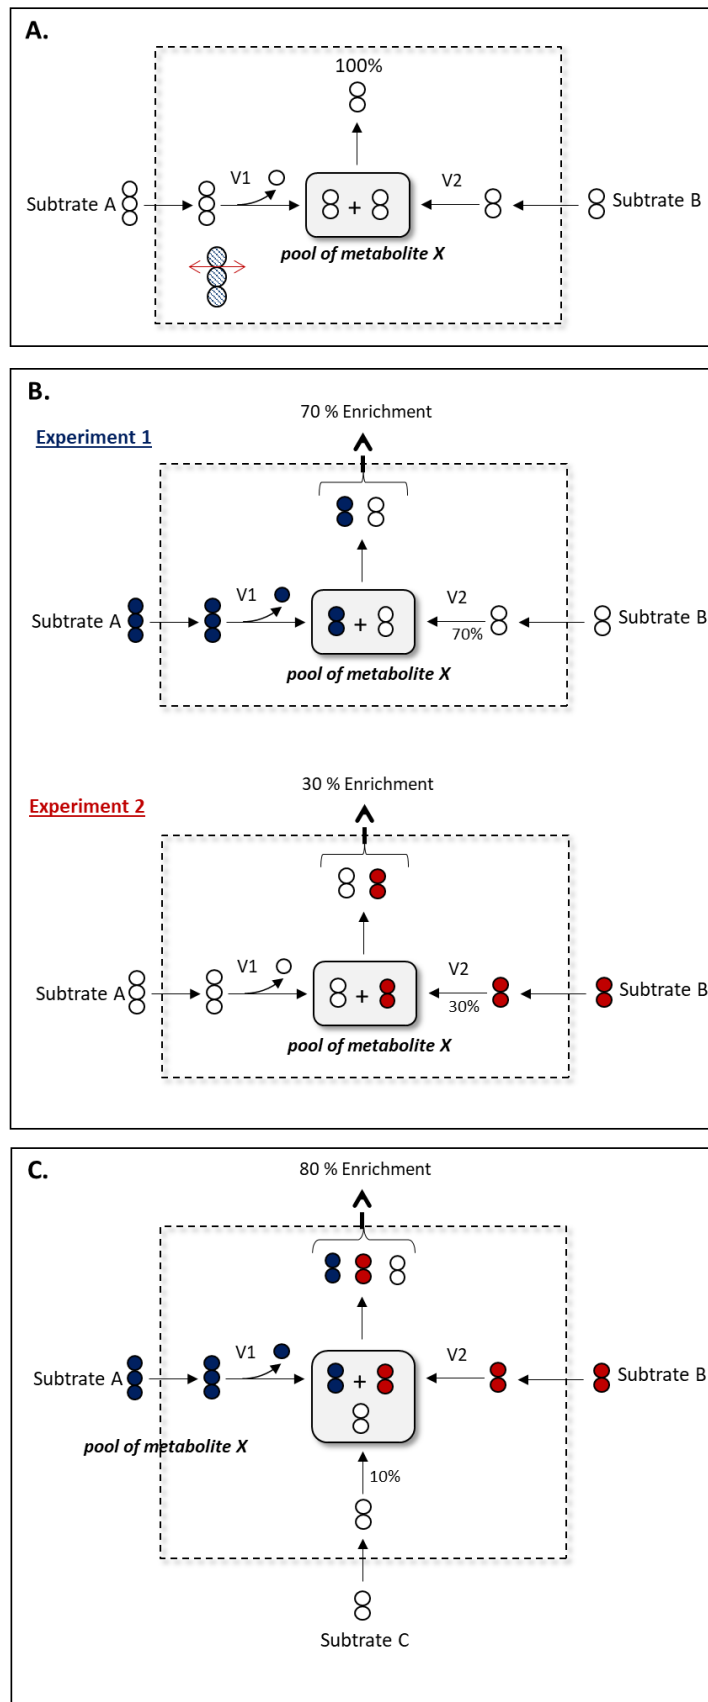 A.
100%
V1
V2
Subtrate A
Subtrate B
+
pool of metabolite X
B.
70 % Enrichment
Experiment 1
V1
V2
Subtrate A
Subtrate B
+
70%
pool of metabolite X
30 % Enrichment
Experiment 2
V1
V2
Subtrate A
Subtrate B
+
30%
pool of metabolite X
C.
80 % Enrichment
V1
V2
Subtrate A
Subtrate B
+
pool of metabolite X
10%
Subtrate C